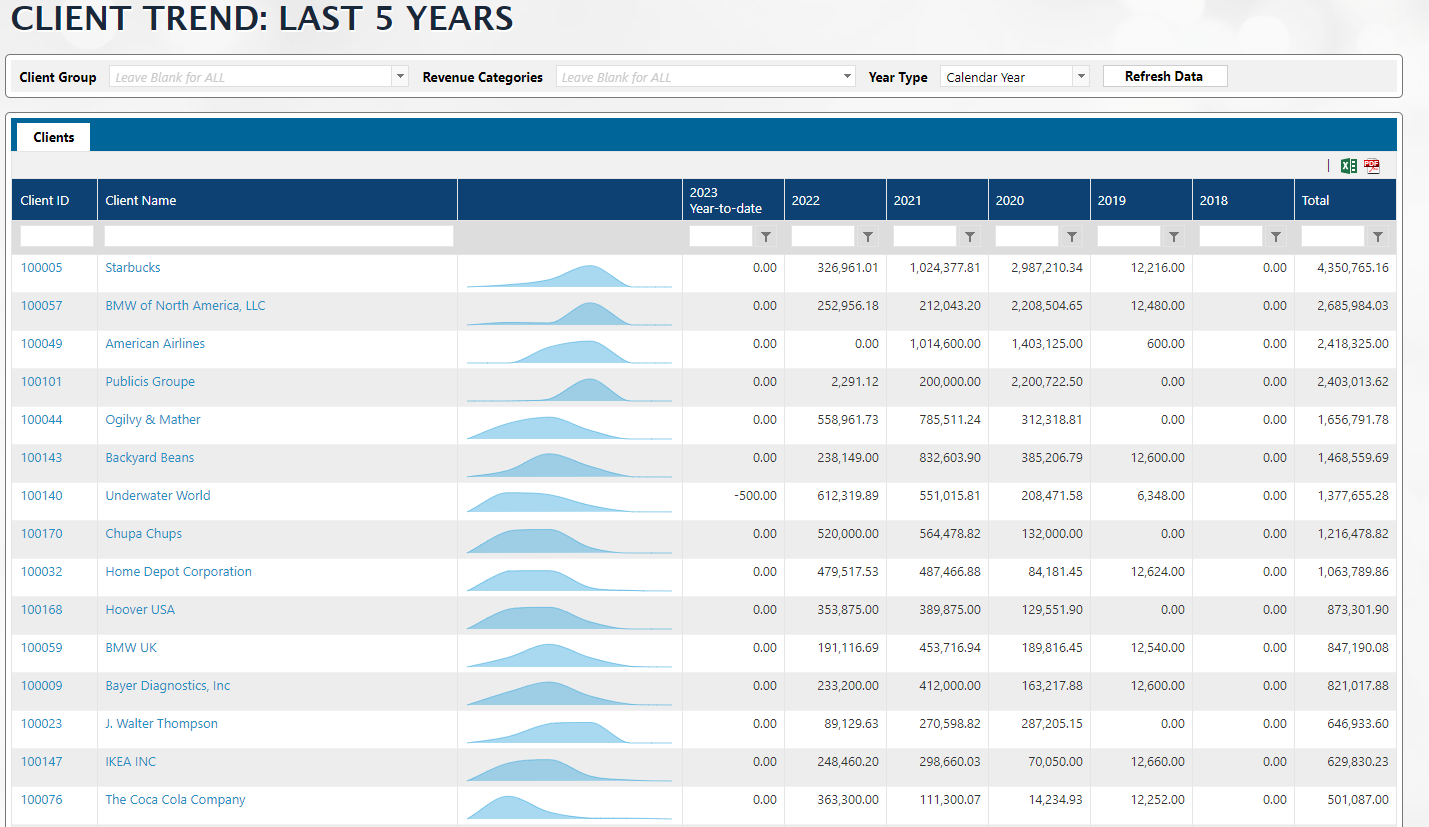 CLIENT TREND: LAST 5 YEARS
Client Group Leave Blank for ALL Revenue Categories Leave Blank for ALL Year Type Calendar Year Refresh Data
Clients
PDF
Client ID Client Name 2023 Year-to-date 2022 2021 2020 2019 2018 Total
100005 Starbucks 0.00 326,961.01 1,024,377.81 2,987,210.34 12,216.00 0.00 4,350,765.16
100057 BMW of North America, LLC 0.00 252,956.18 212,043.20 2,208,504.65 12,480.00 0.00 2,685,984.03
100049 American Airlines 0.00 0.00 1,014,600.00 1,403,125.00 600.00 0.00 2,418,325.00
100101 Publicis Groupe 0.00 2,291.12 200,000.00 2,200,722.50 0.00 0.00 2,403,013.62
100044 Ogilvy & Mather 0.00 558,961.73 785,511.24 312,318.81 0.00 0.00 1,656,791.78
100143 Backyard Beans 0.00 238,149.00 832,603.90 385,206.79 12,600.00 0.00 1,468,559.69
100140 Underwater World -500.00 612,319.89 551,015.81 208,471.58 6,348.00 0.00 1,377,655.28
100170 Chupa Chups 0.00 520,000.00 564,478.82 132,000.00 0.00 0.00 1,216,478.82
100032 Home Depot Corporation 0.00 479,517.53 487,466.88 84,181.45 12,624.00 0.00 1,063,789.86
100168 Hoover USA 0.00 353,875.00 389,875.00 129,551.90 0.00 0.00 873,301.90
100059 BMW UK 0.00 191,116.69 453,716.94 189,816.45 12,540.00 0.00 847,190.08
100009 Bayer Diagnostics, Inc 0.00 233,200.00 412,000.00 163,217.88 12,600.00 0.00 821,017.88
100023 J. Walter Thompson 0.00 89,129.63 270,598.82 287,205.15 0.00 0.00 646,933.60
100147 IKEA INC 0.00 248,460.20 298,660.03 70,050.00 12,660.00 0.00 629,830.23
100076 The Coca Cola Company 0.00 363,300.00 111,300.07 14,234.93 12,252.00 0.00 501,087.00